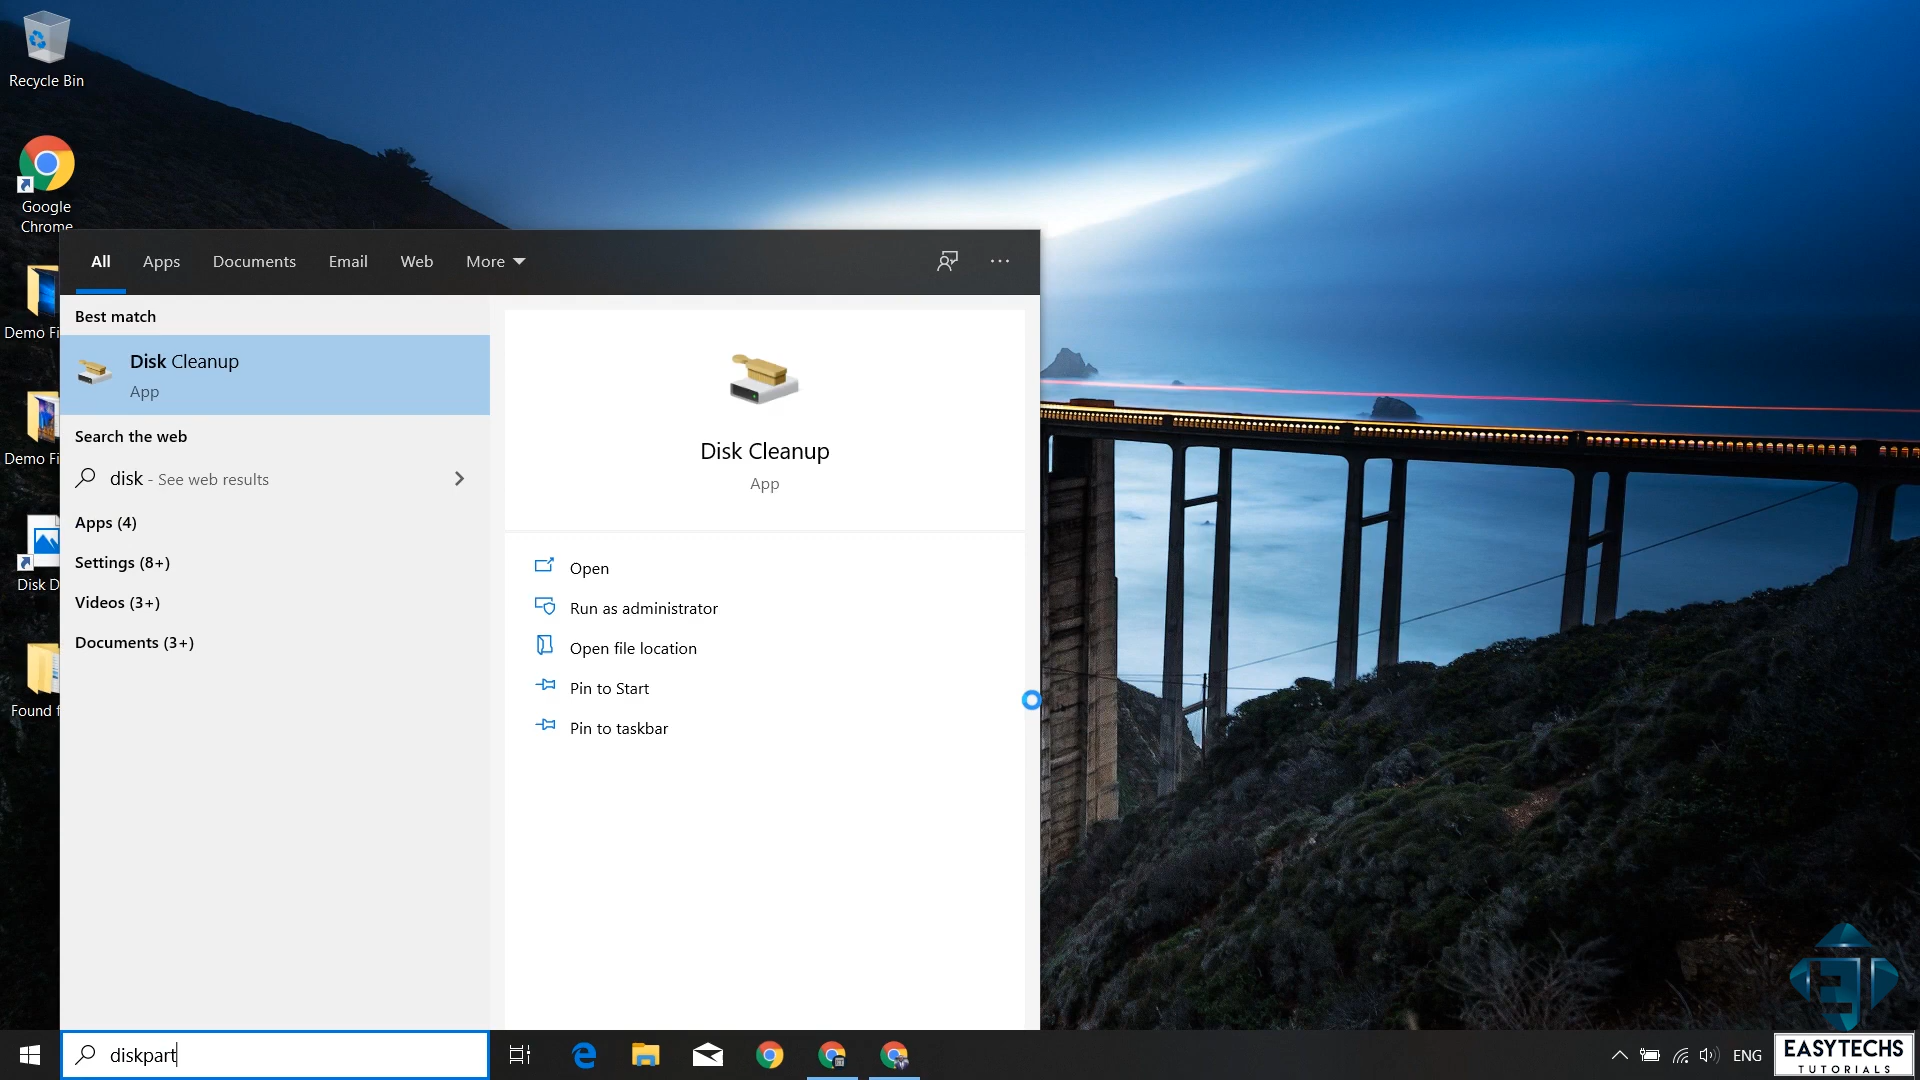 Recycle Bin
Google
Chrome
Demo Fi
Demo Fi
Disk D
Found f
All
Apps
Documents
Email
Web
More
Best match
Disk Cleanup
App
Search the web
disk - See web results
Apps (4)
Settings (8+)
Videos (3+)
Documents (3+)
Disk Cleanup
App
Open
Run as administrator
Open file location
Pin to Start
Pin to taskbar
diskpart
ENG
EASYTECHS
TUTORIALS